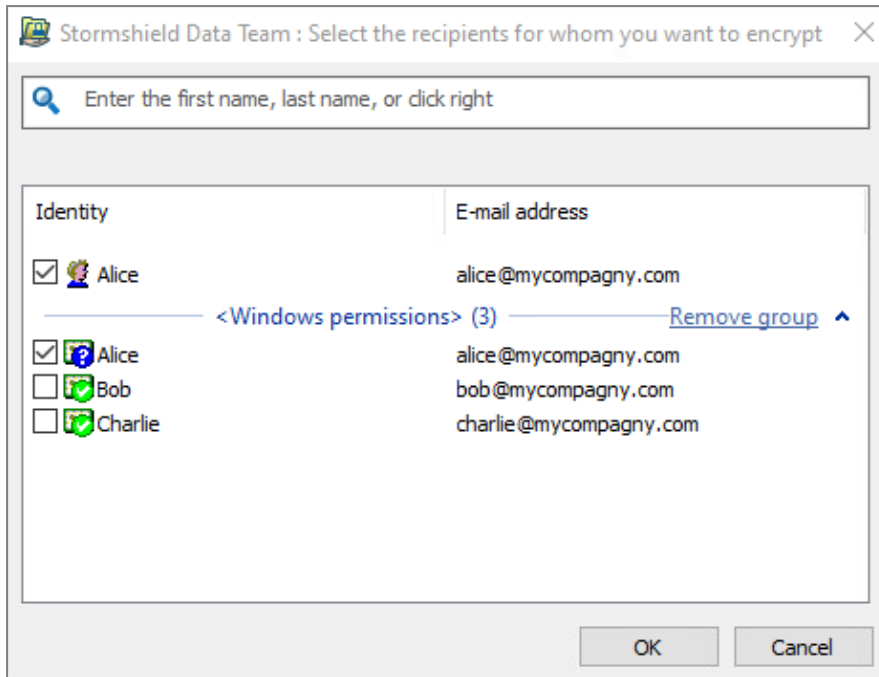 Stormshield Data Team : Select the recipients for whom you want to encrypt
Enter the first name, last name, or click right
Identity E-mail address
Alice alice@mycompagny.com
<Windows permissions> (3) Remove group
Alice alice@mycompagny.com
Bob bob@mycompagny.com
Charlie charlie@mycompagny.com
OK Cancel